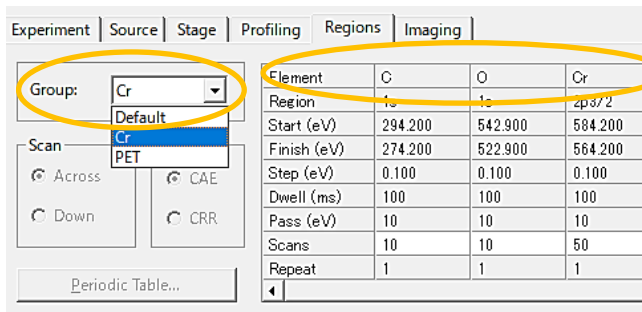 Experiment Source Stage Profiling Regions Imaging
Group: Cr
Default
Cr
PET
Scan
Across CAE
Down CRR
Periodic Table...
Element C O Cr
Region 1s 1s 2p3/2
Start (eV) 294.200 542.900 584.200
Finish (eV) 274.200 522.900 564.200
Step (eV) 0.100 0.100 0.100
Dwell (ms) 100 100 100
Pass (eV) 10 10 10
Scans 10 10 50
Repeat 1 1 1